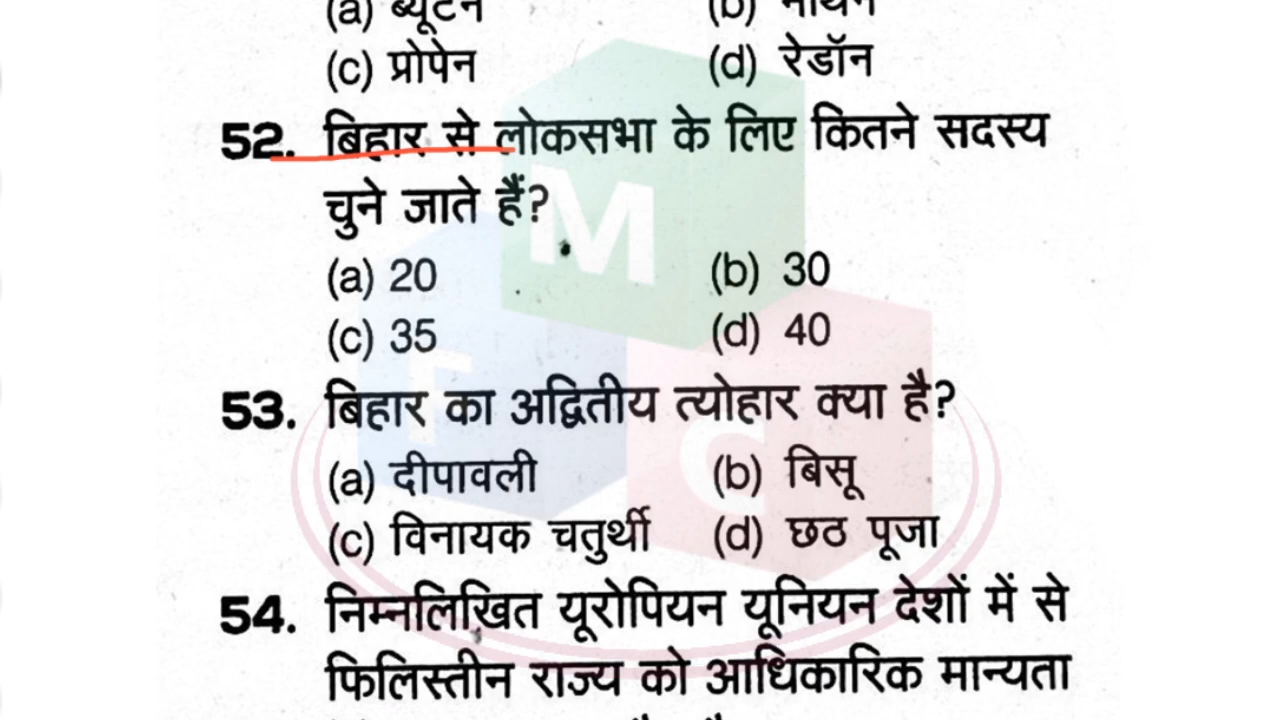 (a) ब्यूटेन (b) मीथेन
(c) प्रोपेन (d) रेडॉन
52. बिहार से लोकसभा के लिए कितने सदस्य
चुने जाते हैं?
(a) 20 (b) 30
(c) 35 (d) 40
53. बिहार का अद्वितीय त्योहार क्या है?
(a) दीपावली (b) बिसू
(c) विनायक चतुर्थी (d) छठ पूजा
54. निम्नलिखित यूरोपियन यूनियन देशों में से
फिलिस्तीन राज्य को आधिकारिक मान्यता